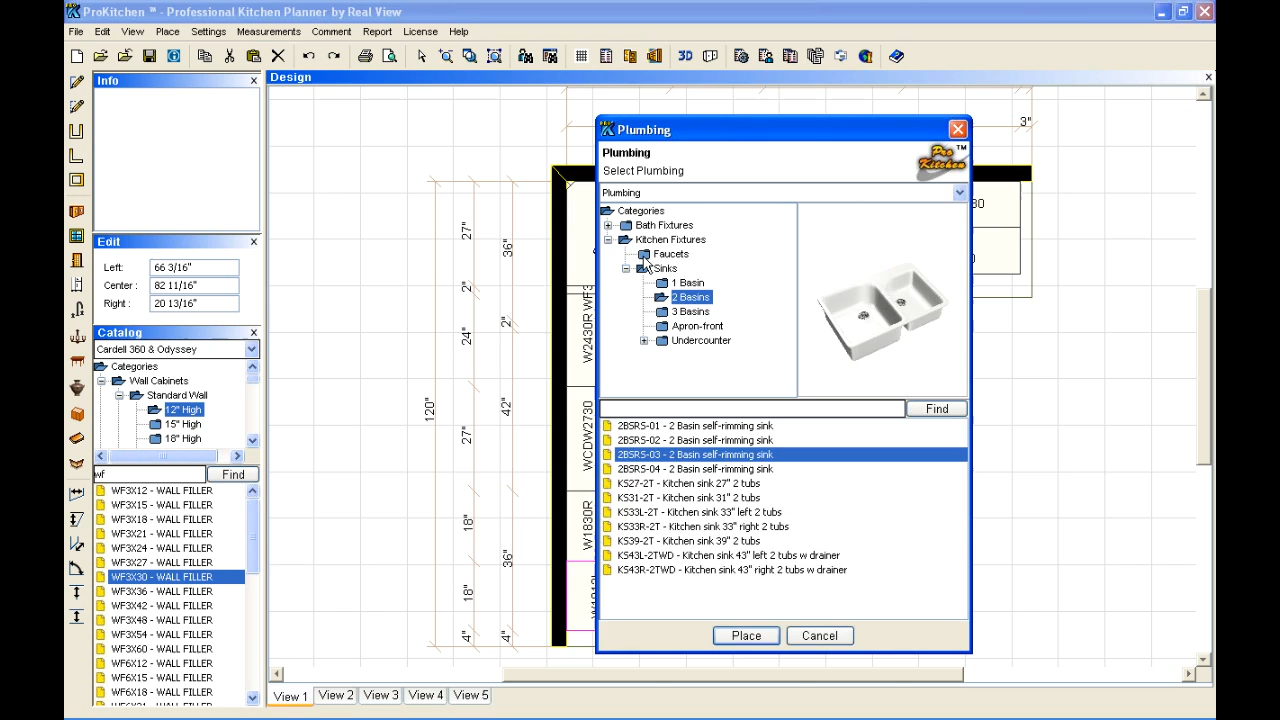 ProKitchen ™ - Professional Kitchen Planner by Real View
File Edit View Place Settings Measurements Comment Report License Help
3D
Info
Edit
Left: 66 3/16"
Center : 82 11/16"
Right : 20 13/16"
Catalog
Cardell 360 & Odyssey
Categories
Wall Cabinets
Standard Wall
12" High
15" High
18" High
wf
Find
WF3X12 - WALL FILLER
WF3X15 - WALL FILLER
WF3X18 - WALL FILLER
WF3X21 - WALL FILLER
WF3X24 - WALL FILLER
WF3X27 - WALL FILLER
WF3X30 - WALL FILLER
WF3X36 - WALL FILLER
WF3X42 - WALL FILLER
WF3X48 - WALL FILLER
WF3X54 - WALL FILLER
WF3X60 - WALL FILLER
WF6X12 - WALL FILLER
WF6X15 - WALL FILLER
WF6X18 - WALL FILLER
Design
3"
30
120"
27"
2"
24"
27"
18"
18"
4"
36"
2"
42"
36"
4"
W2430R WF3
WCDW2730
W1830R
Plumbing
Plumbing
Select Plumbing
Pro Kitchen ™
Plumbing
Categories
Bath Fixtures
Kitchen Fixtures
Faucets
Sinks
1 Basin
2 Basins
3 Basins
Apron-front
Undercounter
Find
2BSRS-01 - 2 Basin self-rimming sink
2BSRS-02 - 2 Basin self-rimming sink
2BSRS-03 - 2 Basin self-rimming sink
2BSRS-04 - 2 Basin self-rimming sink
KS27-2T - Kitchen sink 27" 2 tubs
KS31-2T - Kitchen sink 31" 2 tubs
KS33L-2T - Kitchen sink 33" left 2 tubs
KS33R-2T - Kitchen sink 33" right 2 tubs
KS39-2T - Kitchen sink 39" 2 tubs
KS43L-2TWD - Kitchen sink 43" left 2 tubs w drainer
KS43R-2TWD - Kitchen sink 43" right 2 tubs w drainer
Place Cancel
View 1 View 2 View 3 View 4 View 5